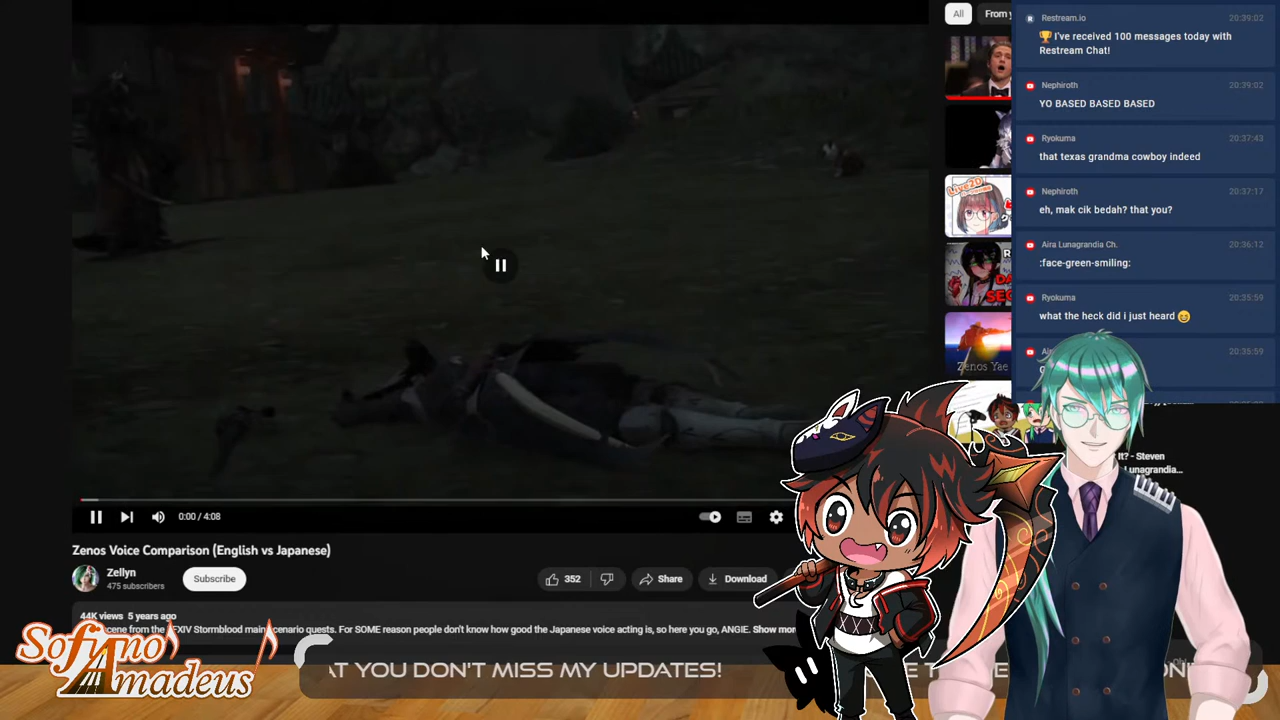 All
From y
Restream.io
20:39:02
🏆 I've received 100 messages today with
Restream Chat!
Nephiroth
20:39:02
YO BASED BASED BASED
Ryokuma
20:37:43
that texas grandma cowboy indeed
Nephiroth
20:37:17
eh, mak cik bedah? that you?
Aira Lunagrandia Ch.
20:36:12
:face-green-smiling:
Ryokuma
20:35:59
what the heck did i just heard 😄
20:35:59
Live2D
Zenos Yae
It? - Steven
unagrandia...
0:00 / 4:08
Zenos Voice Comparison (English vs Japanese)
Zellyn
475 subscribers
Subscribe
352
Share
Download
44K views 5 years ago
cene from the FFXIV Stormblood main scenario quests. For SOME reason people don't know how good the Japanese voice acting is, so here you go, ANGIE. Show mor
Sofiano
Amadeus
AT YOU DON'T MISS MY UPDATES!